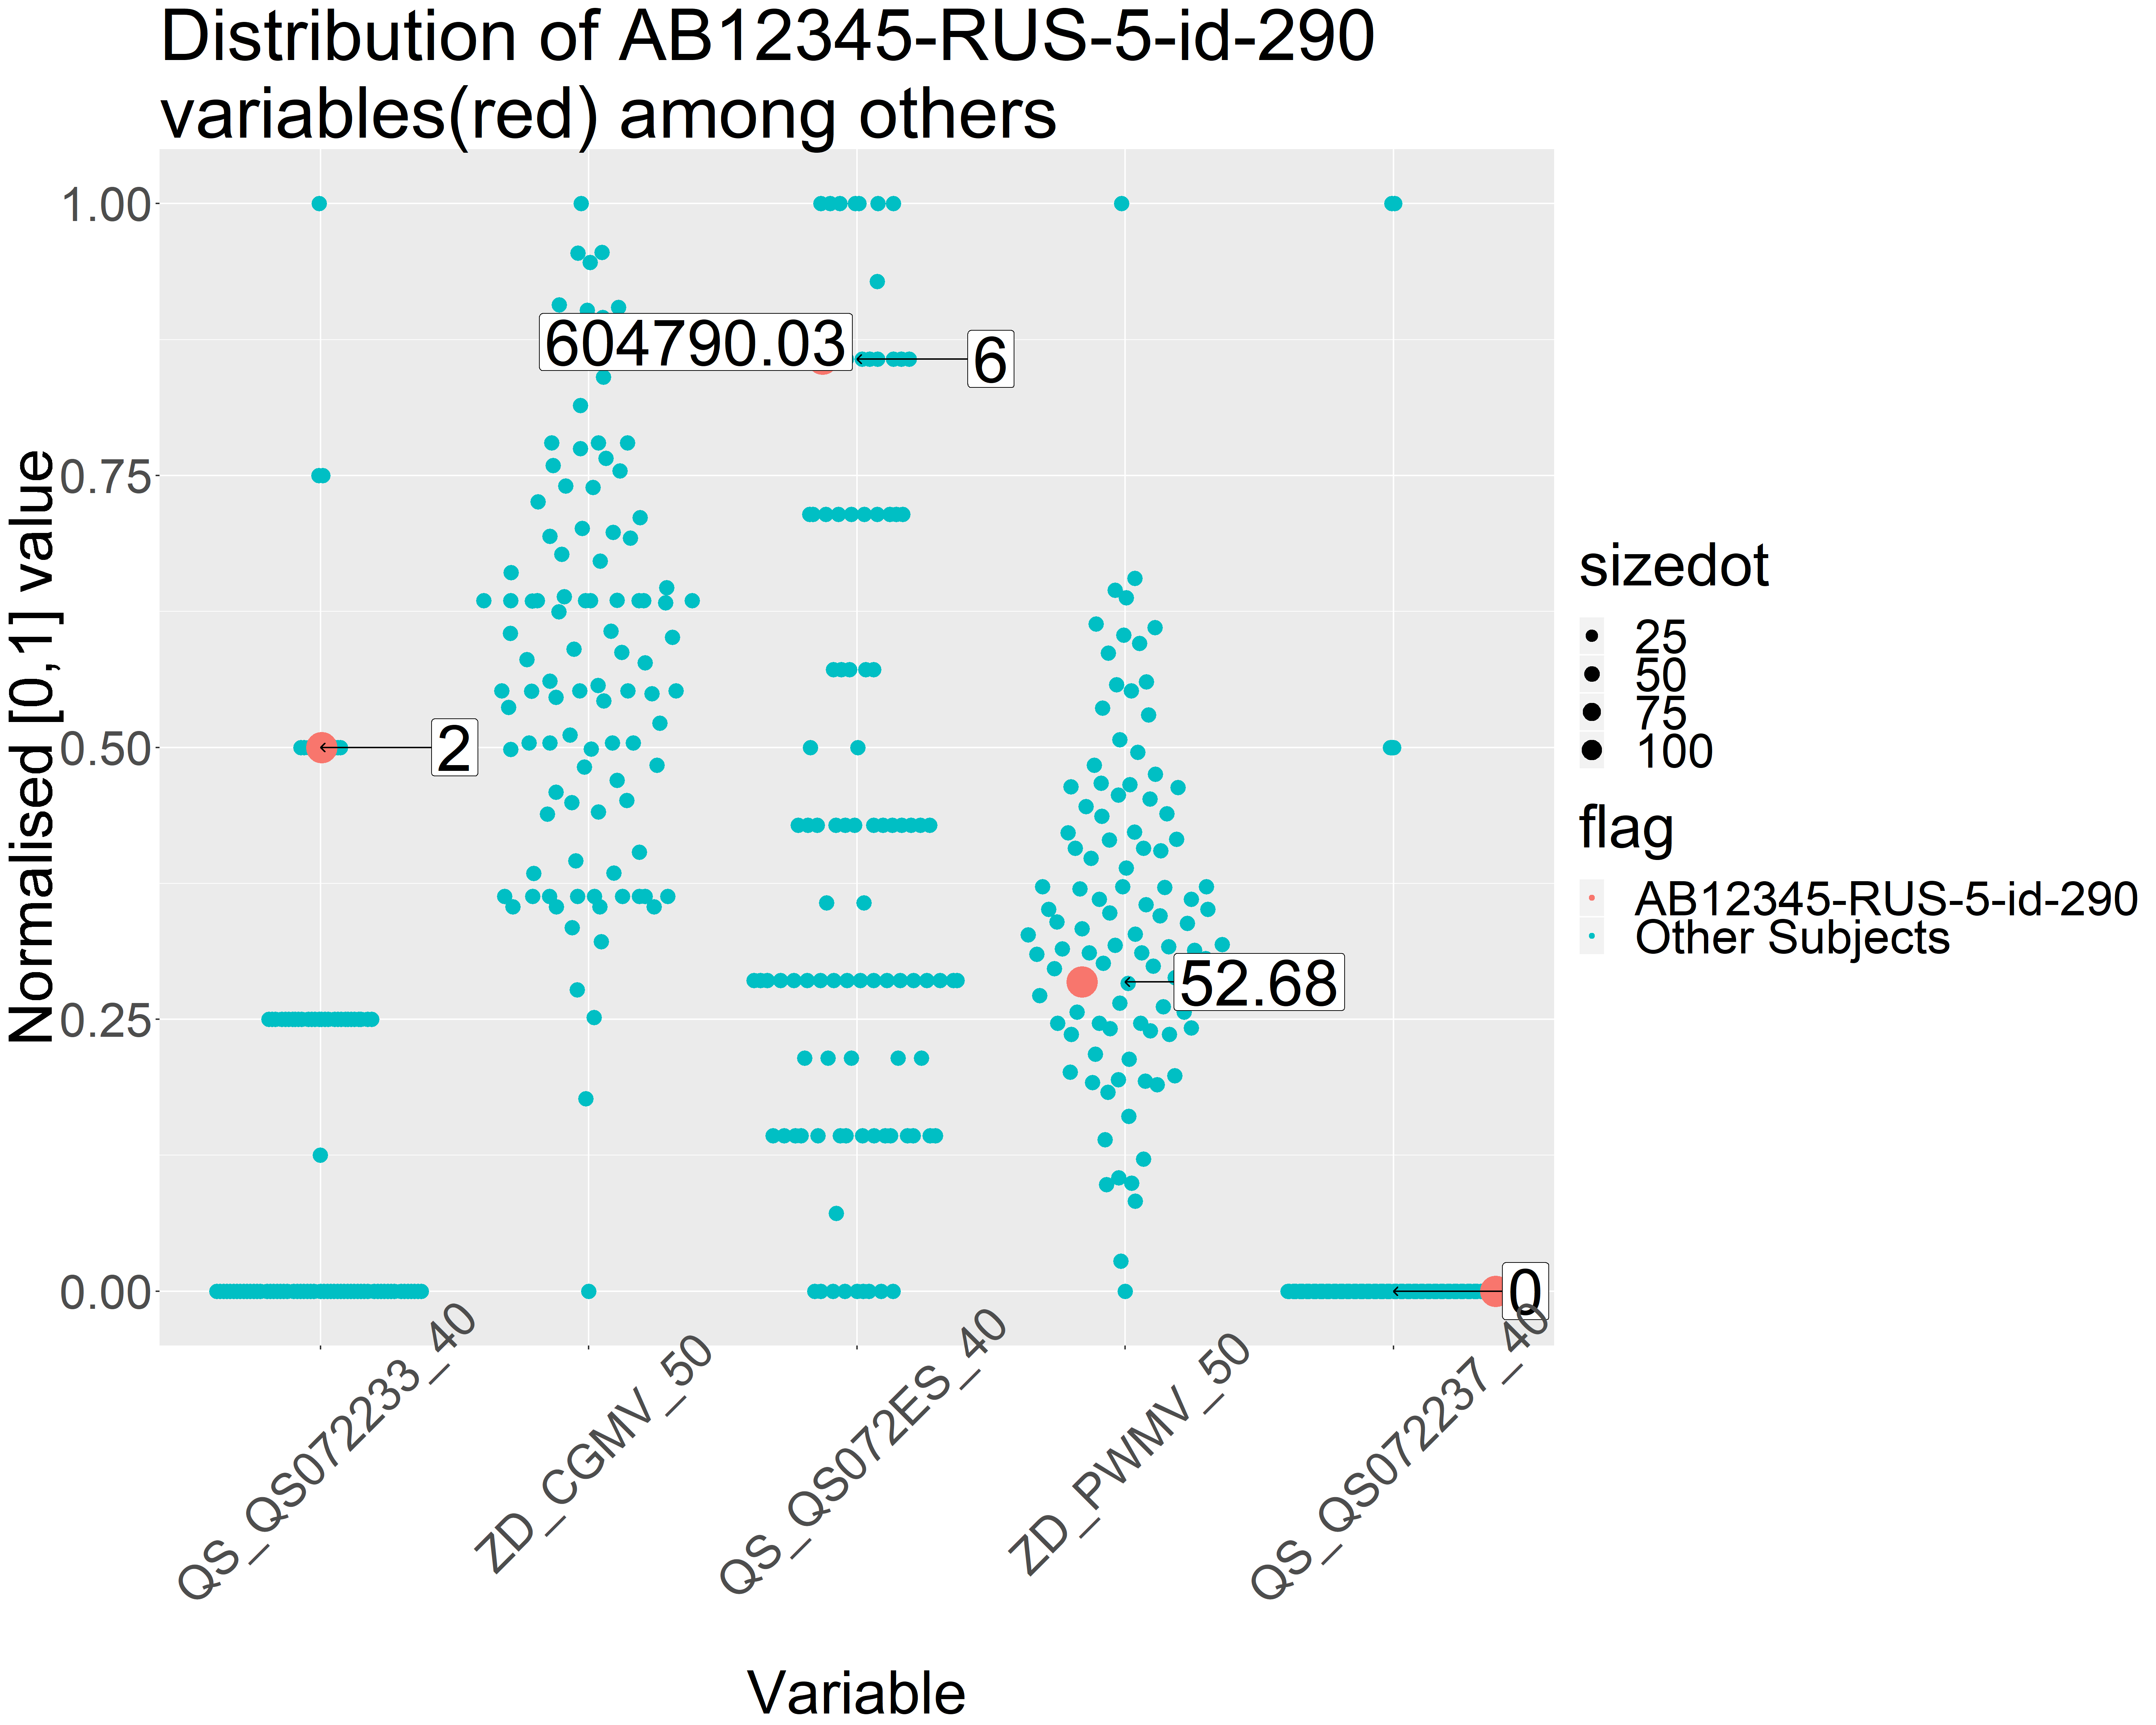 Distribution of AB12345-RUS-5-id-290
variables(red) among others
Normalised [0,1] value
1.00
0.75
0.50
0.25
0.00
604790.03
6
2
52.68
0
QS_QS072233_40
ZD_CGMV_50
QS_QS072ES_40
ZD_PWMV_50
QS_QS072237_40
Variable
sizedot
25
50
75
100
flag
AB12345-RUS-5-id-290
Other Subjects